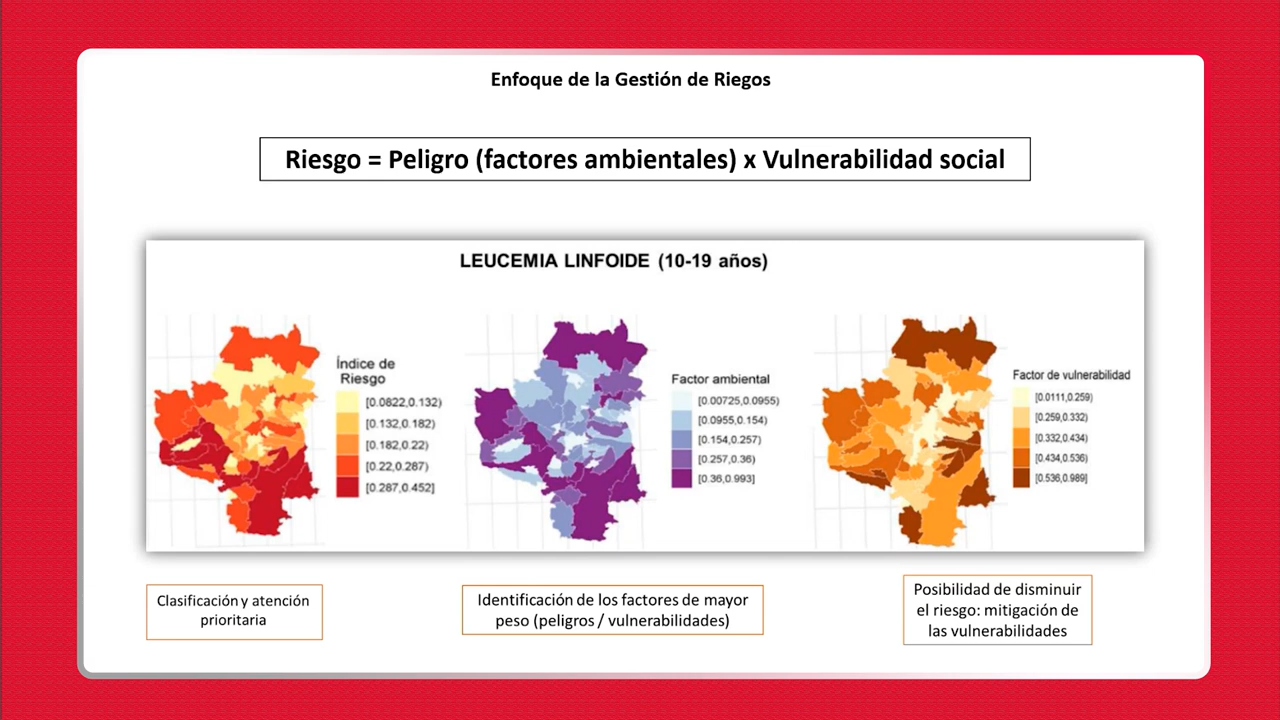 Enfoque de la Gestión de Riegos
Riesgo = Peligro (factores ambientales) x Vulnerabilidad social
LEUCEMIA LINFOIDE (10-19 años)
Índice de
Riesgo
[0.0822,0.132)
[0.132,0.182)
[0.182,0.22)
[0.22,0.287)
[0.287,0.452]
Factor ambiental
[0.00725,0.0955)
[0.0955,0.154)
[0.154,0.257)
[0.257,0.36)
[0.36,0.993]
Factor de vulnerabilidad
[0.0111,0.259)
[0.259,0.332)
[0.332,0.434)
[0.434,0.536)
[0.536,0.989]
Clasificación y atención
prioritaria
Identificación de los factores de mayor
peso (peligros / vulnerabilidades)
Posibilidad de disminuir
el riesgo: mitigación de
las vulnerabilidades